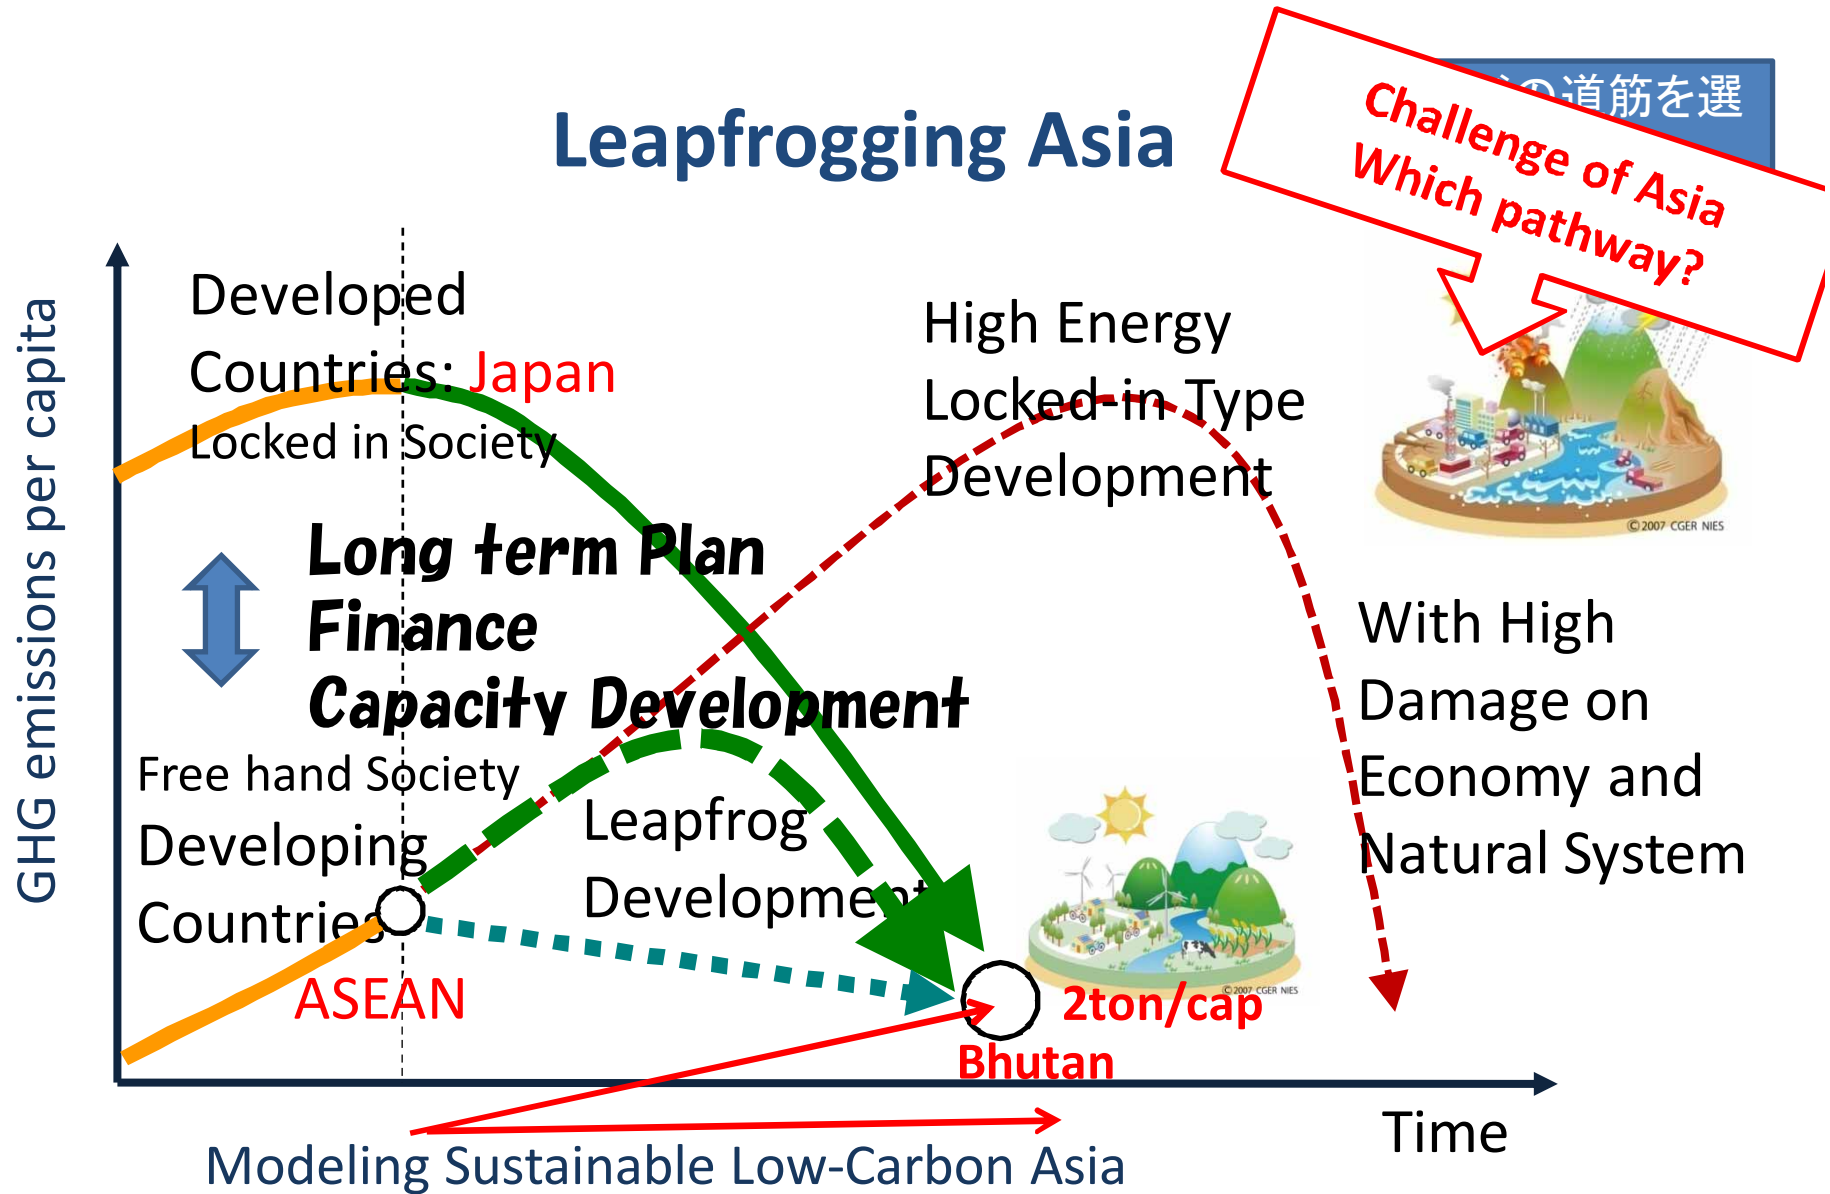 の道筋を選
Challenge of Asia
Which pathway?
Leapfrogging Asia
GHG emissions per capita
Developed
Countries: Japan
Locked in Society
High Energy
Locked-in Type
Development
© 2007 CGER NIES
Long term Plan
Finance
Capacity Development
With High
Damage on
Economy and
Natural System
Free hand Society
Developing
Countries
ASEAN
Leapfrog
Development
© 2007 CGER NIES
2ton/cap
Bhutan
Time
Modeling Sustainable Low-Carbon Asia